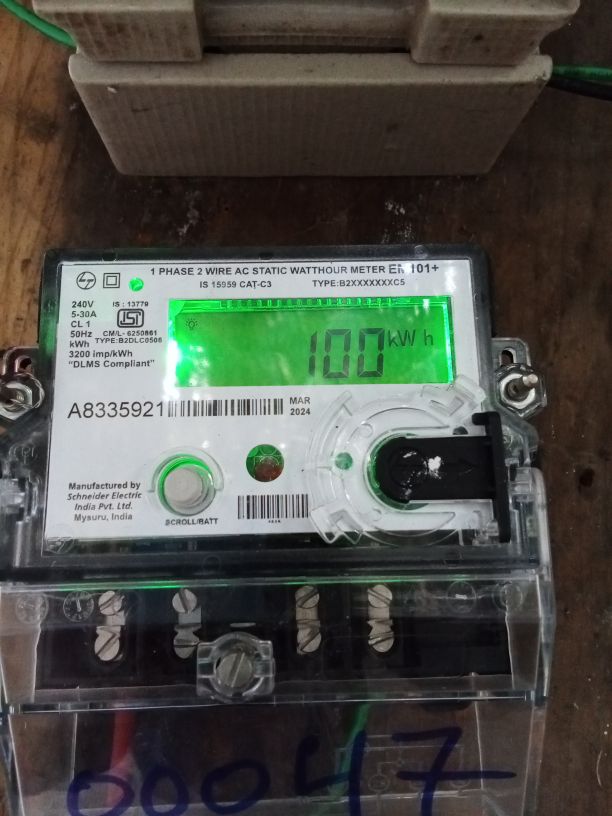 1 PHASE 2 WIRE AC STATIC WATTHOUR METER EM101+
IS 15959 CAT-C3 TYPE:B2XXXXXXXC5
240V IS : 13779
5-30A
CL 1
50Hz CM/L- 6250861
kWh TYPE:B2DLC0508
3200 imp/kWh
"DLMS Compliant"
100 kWh
A8335921
MAR
2024
Manufactured by
Schneider Electric
India Pvt. Ltd.
Mysuru, India
SCROLL/BATT
00047